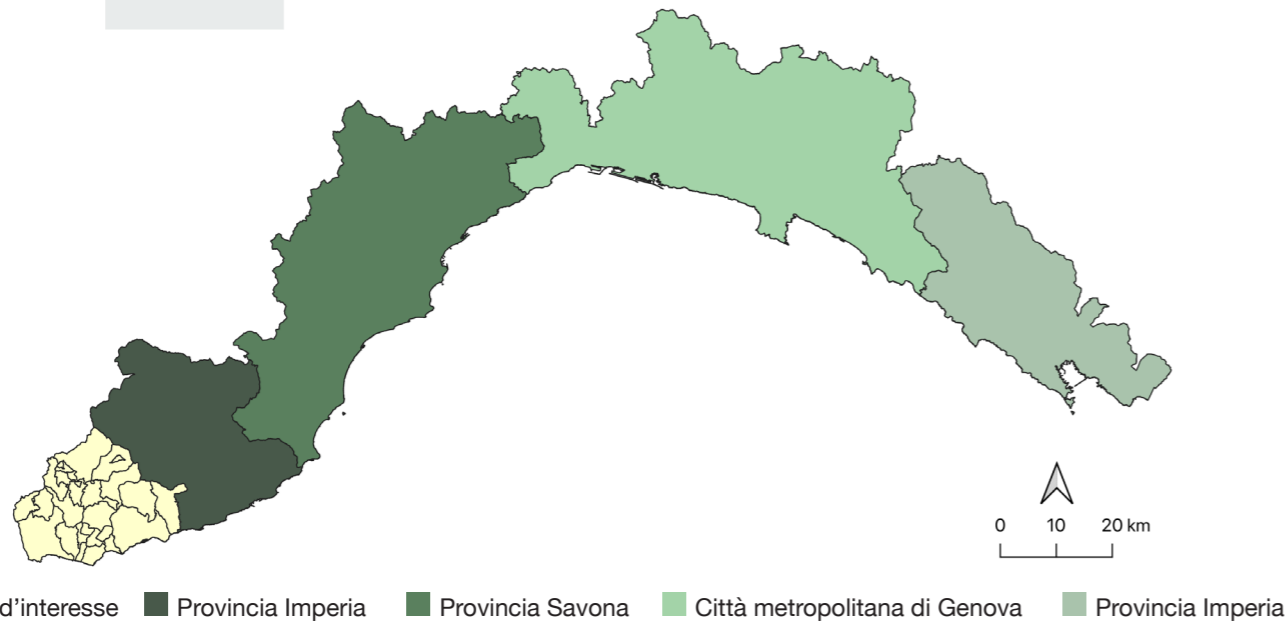 0 10 20 km
d’interesse Provincia Imperia Provincia Savona Città metropolitana di Genova Provincia Imperia